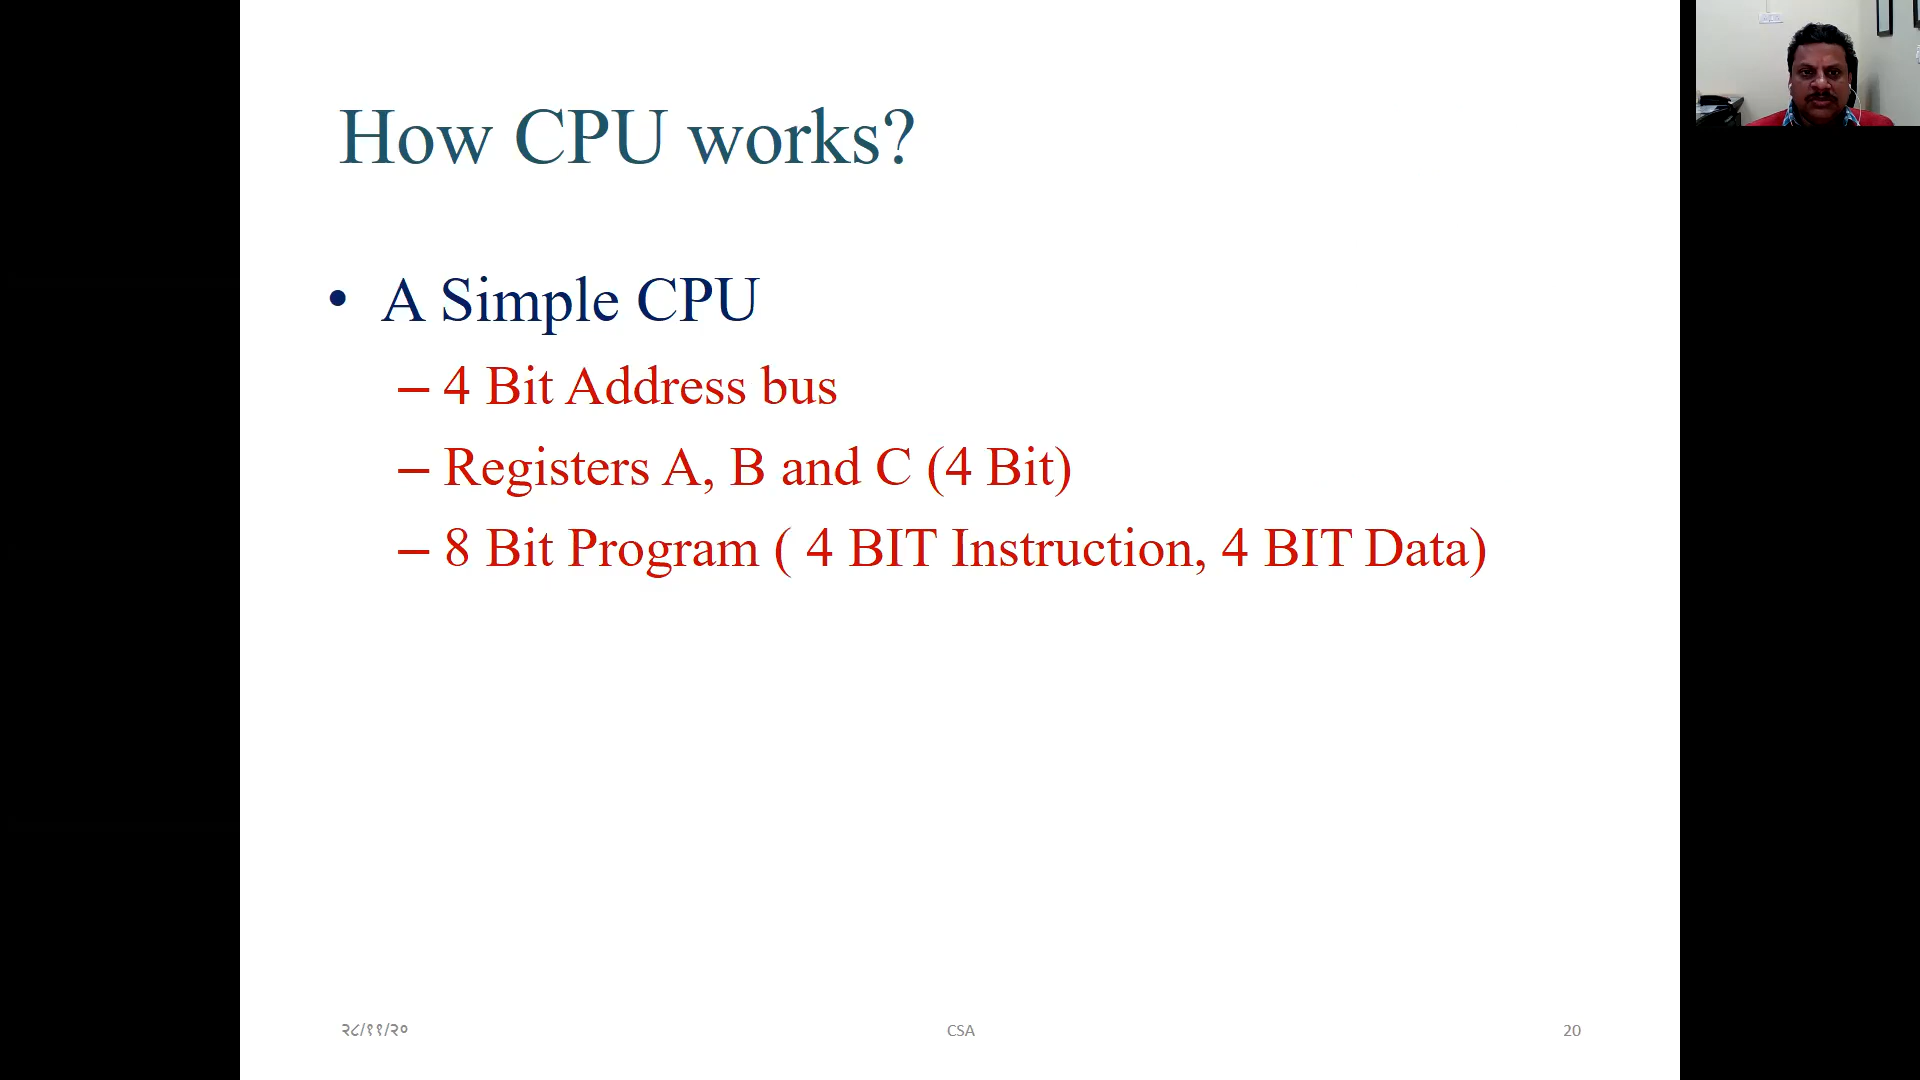 How CPU works?
• A Simple CPU
– 4 Bit Address bus
– Registers A, B and C (4 Bit)
– 8 Bit Program ( 4 BIT Instruction, 4 BIT Data)
२८/११/२० CSA 20